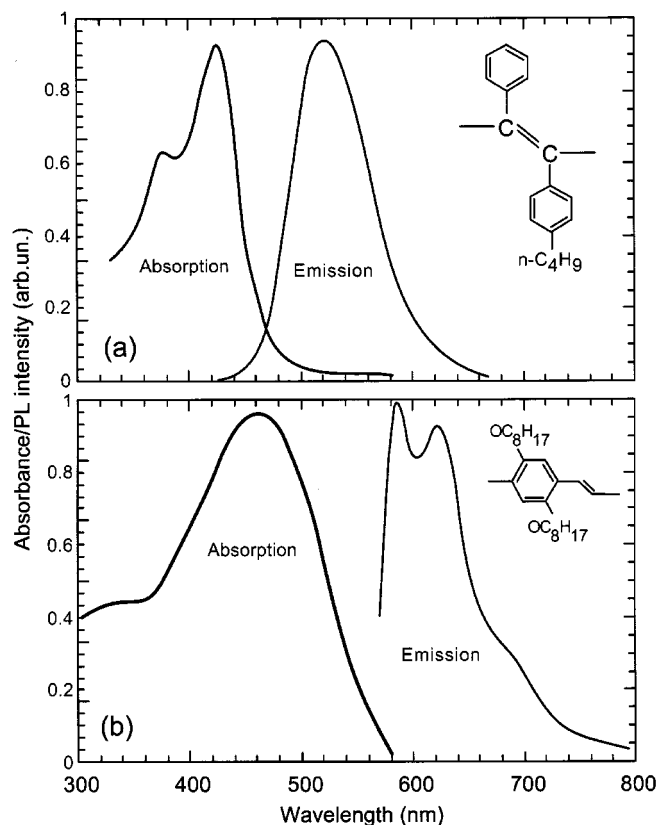 Absorbance/PL intensity (arb.un.)
1
0.8
0.6
0.4
0.2
0
Absorption
Emission
(a)
C
C
n-C4H9
1
0.8
0.6
0.4
0.2
0
Absorption
Emission
(b)
OC8H17
OC8H17
300
400
500
600
700
800
Wavelength (nm)